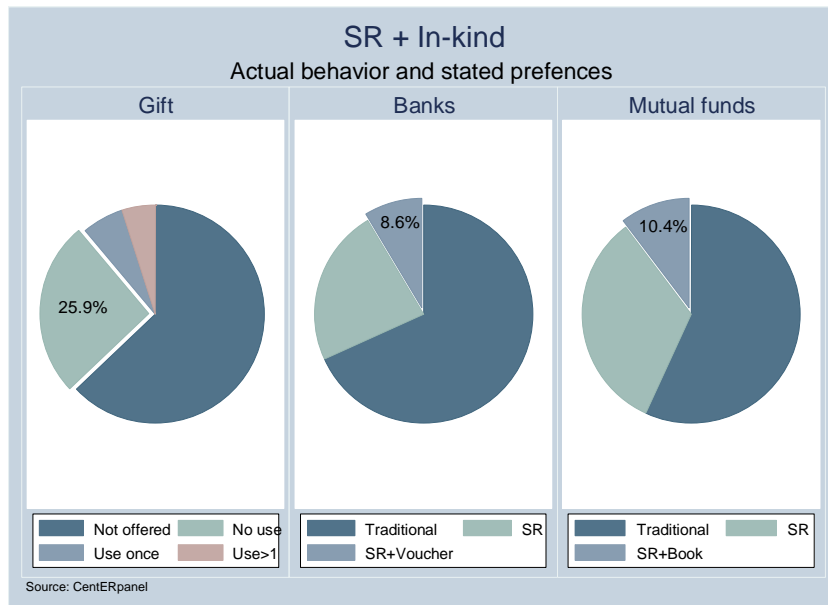 SR + In-kind
Actual behavior and stated prefences
Gift
Banks
Mutual funds
25.9%
8.6%
10.4%
Not offered
No use
Use once
Use>1
Traditional
SR
SR+Voucher
Traditional
SR
SR+Book
Source: CentERpanel